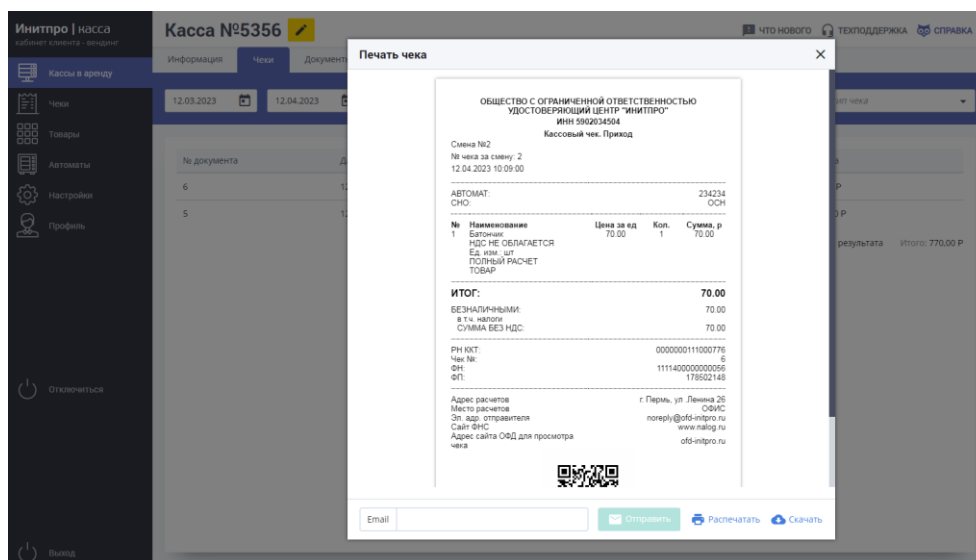 Инитпро | касса
кабинет клиента - вендинг
Касса №5356
ЧТО НОВОГО ТЕХПОДДЕРЖКА СПРАВКА
Кассы в аренду
Чеки
Товары
Автоматы
Настройки
Профиль
Отключиться
Выход
Информация Чеки
12.03.2023 12.04.2023 чека
№ документа
6
5
результата Итого: 770,00 Р
Печать чека
ОБЩЕСТВО С ОГРАНИЧЕННОЙ ОТВЕТСТВЕННОСТЬЮ
УДОСТОВЕРЯЮЩИЙ ЦЕНТР "ИНИТПРО"
ИНН 5902034504
Кассовый чек. Приход
Смена №2
№ чека за смену: 2
12.04.2023 10:09:00
АВТОМАТ: 234234
СНО: ОСН
№ Наименование Цена за ед Кол. Сумма, р
1 Батончик 70.00 1 70.00
НДС НЕ ОБЛАГАЕТСЯ
Ед. изм.: шт
ПОЛНЫЙ РАСЧЕТ
ТОВАР
ИТОГ: 70.00
БЕЗНАЛИЧНЫМИ: 70.00
в т.ч. налоги
СУММА БЕЗ НДС: 70.00
РН ККТ: 0000000111000776
Чек №: 6
ФН: 1111400000000056
ФП: 178502148
Адрес расчетов г. Пермь, ул .Ленина 26
Место расчетов ОФИС
Эл. адр. отправителя noreply@ofd-initpro.ru
Сайт ФНС www.nalog.ru
Адрес сайта ОФД для просмотра
чека ofd-initpro.ru
Email Отправить Распечатать Скачать